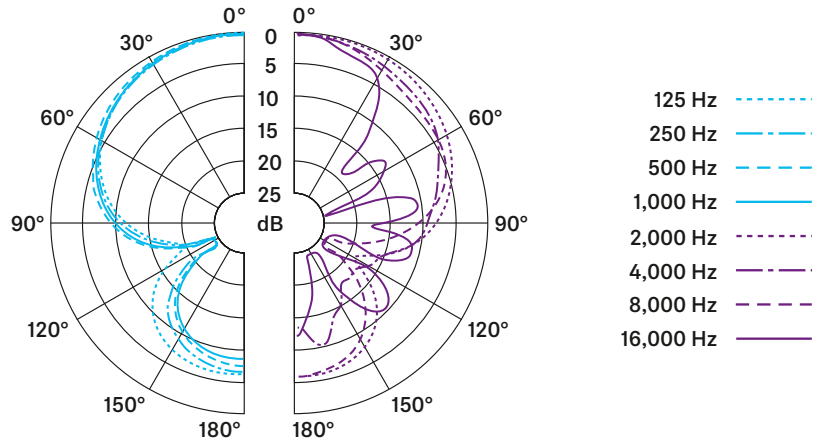 0° 0°
30° 0 30°
5
10
60° 15 60°
20
25
90° dB 90°
120° 120°
150° 150°
180° 180°
125 Hz
250 Hz
500 Hz
1,000 Hz
2,000 Hz
4,000 Hz
8,000 Hz
16,000 Hz